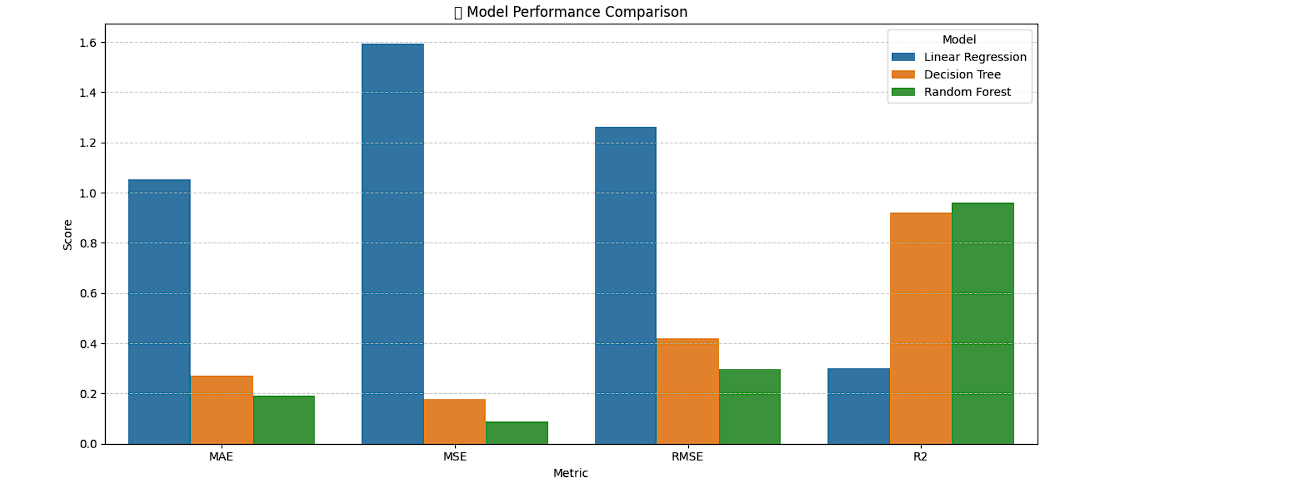 ▯ Model Performance Comparison
Model
Linear Regression
Decision Tree
Random Forest
Score
1.6
1.4
1.2
1.0
0.8
0.6
0.4
0.2
0.0
MAE MSE RMSE R2
Metric